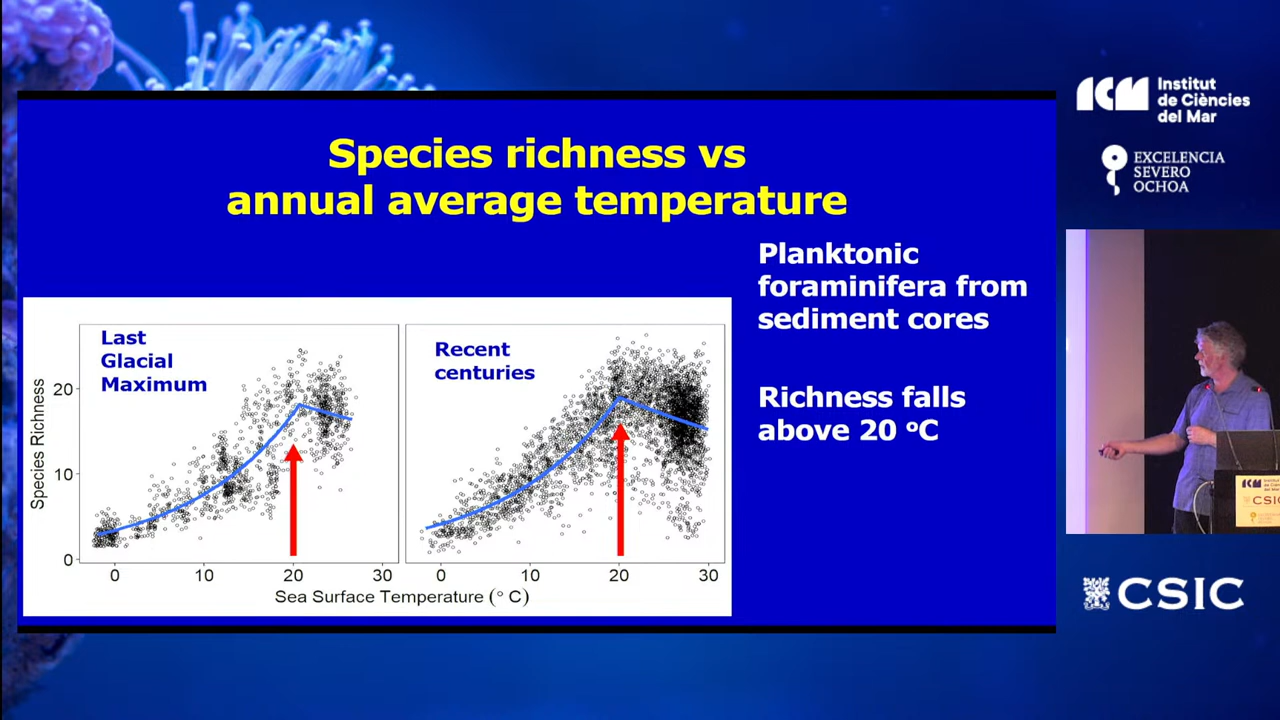 Species richness vs
annual average temperature
Planktonic
foraminifera from
sediment cores
Richness falls
above 20 ºC
Last
Glacial
Maximum
Recent
centuries
Species Richness
20
10
0
0 10 20 30
0 10 20 30
Sea Surface Temperature (° C)
ICM
Institut
de Ciències
del Mar
EXCELENCIA
SEVERO
OCHOA
CSIC